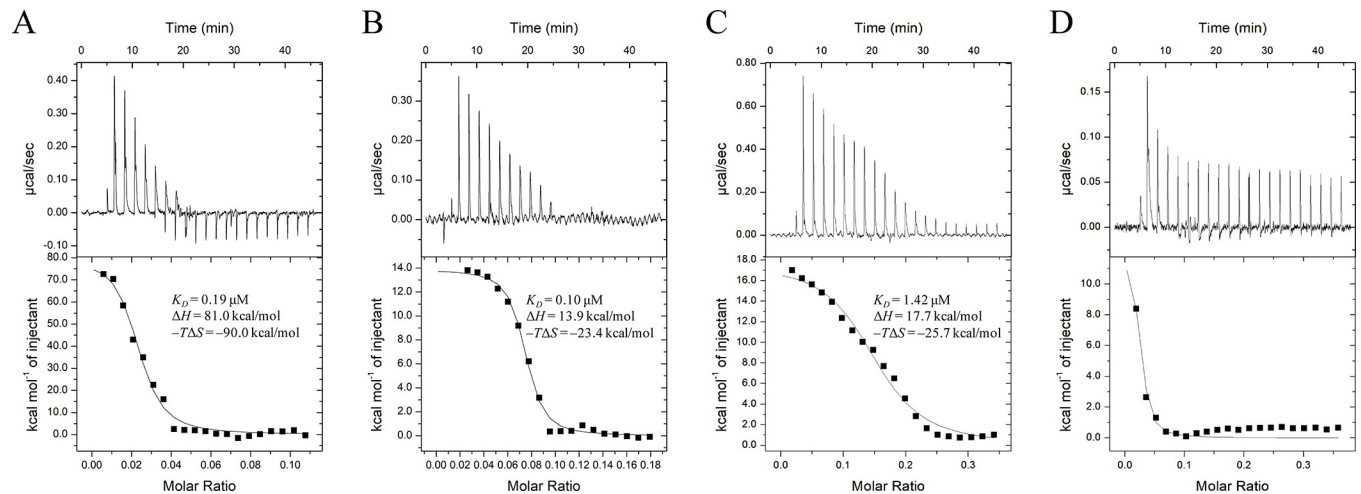 A
Time (min)
0 10 20 30 40
µcal/sec
0.40
0.30
0.20
0.10
0.00
-0.10
kcal mol⁻¹ of injectant
80.0
70.0
60.0
50.0
40.0
30.0
20.0
10.0
0.0
K_D = 0.19 µM
ΔH = 81.0 kcal/mol
–TΔS = –90.0 kcal/mol
0.00 0.02 0.04 0.06 0.08 0.10
Molar Ratio
B
Time (min)
0 10 20 30 40
µcal/sec
0.30
0.20
0.10
0.00
kcal mol⁻¹ of injectant
14.0
12.0
10.0
8.0
6.0
4.0
2.0
0.0
K_D = 0.10 µM
ΔH = 13.9 kcal/mol
–TΔS = –23.4 kcal/mol
0.00 0.02 0.04 0.06 0.08 0.10 0.12 0.14 0.16 0.18
Molar Ratio
C
Time (min)
0 10 20 30 40
µcal/sec
0.80
0.60
0.40
0.20
0.00
kcal mol⁻¹ of injectant
18.0
16.0
14.0
12.0
10.0
8.0
6.0
4.0
2.0
0.0
K_D = 1.42 µM
ΔH = 17.7 kcal/mol
–TΔS = –25.7 kcal/mol
0.0 0.1 0.2 0.3
Molar Ratio
D
Time (min)
0 10 20 30 40
µcal/sec
0.15
0.10
0.05
0.00
kcal mol⁻¹ of injectant
10.0
8.0
6.0
4.0
2.0
0.0
0.0 0.1 0.2 0.3
Molar Ratio